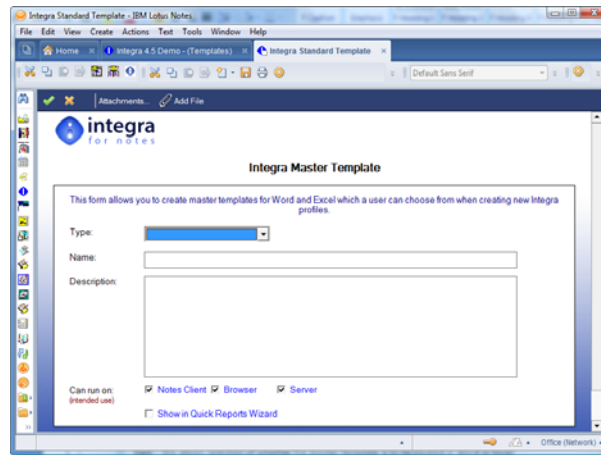 Integra Standard Template - IBM Lotus Notes
File Edit View Create Actions Text Tools Window Help
Home × Integra 4.5 Demo - (Templates) × Integra Standard Template ×
Default Sans Serif
Attachments... Add File
integra
for notes
Integra Master Template
This form allows you to create master templates for Word and Excel which a user can choose from when creating new Integra
profiles.
Type:
Name:
Description:
Can run on: Notes Client Browser Server
(intended use)
Show in Quick Reports Wizard
Office (Network)